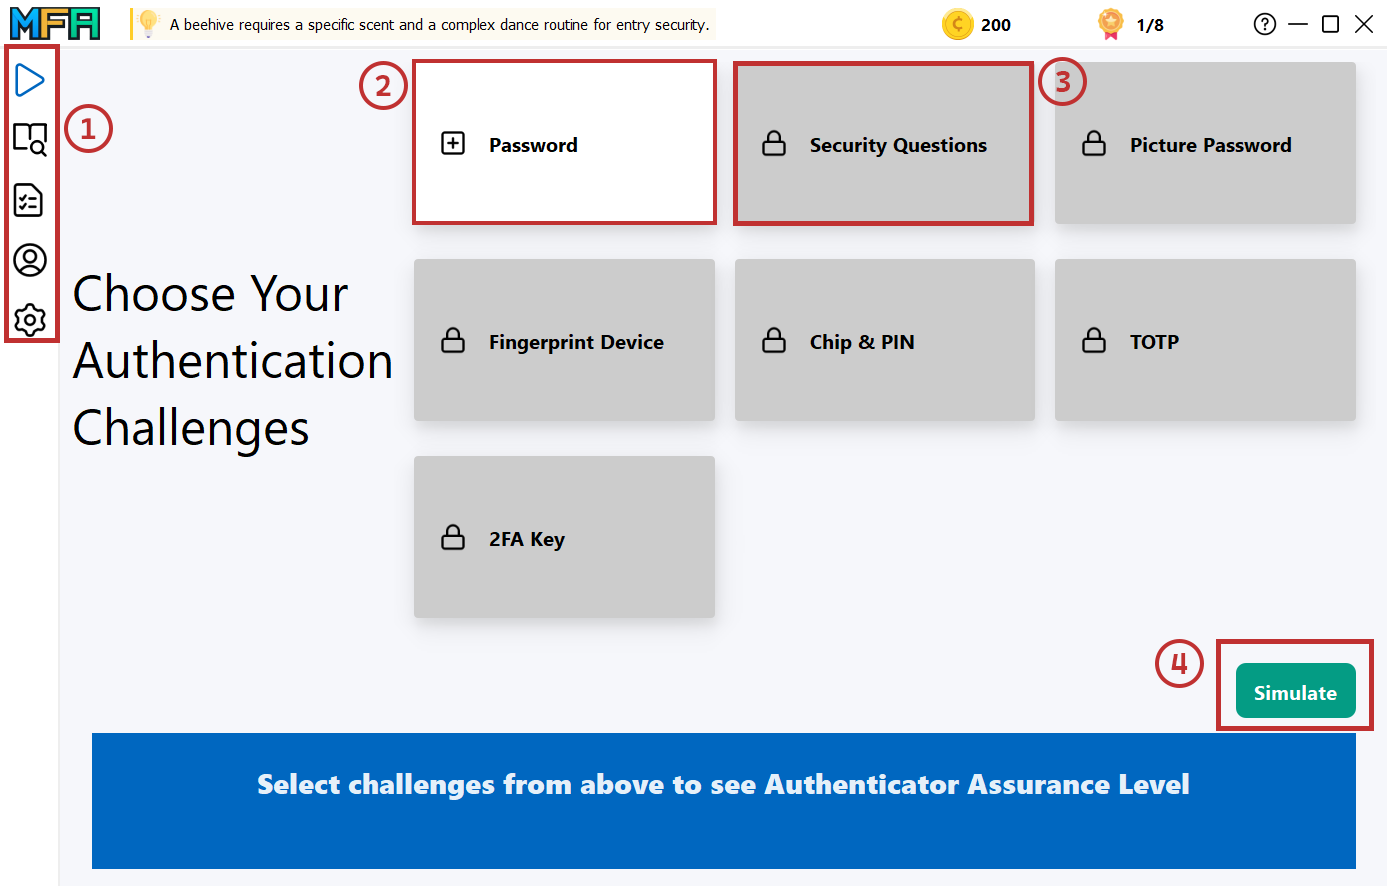 MFA
A beehive requires a specific scent and a complex dance routine for entry security.
¢
200
1/8
?
1
2
3
Password
Security Questions
Picture Password
Choose Your
Authentication
Challenges
Fingerprint Device
Chip & PIN
TOTP
2FA Key
4
Simulate
Select challenges from above to see Authenticator Assurance Level